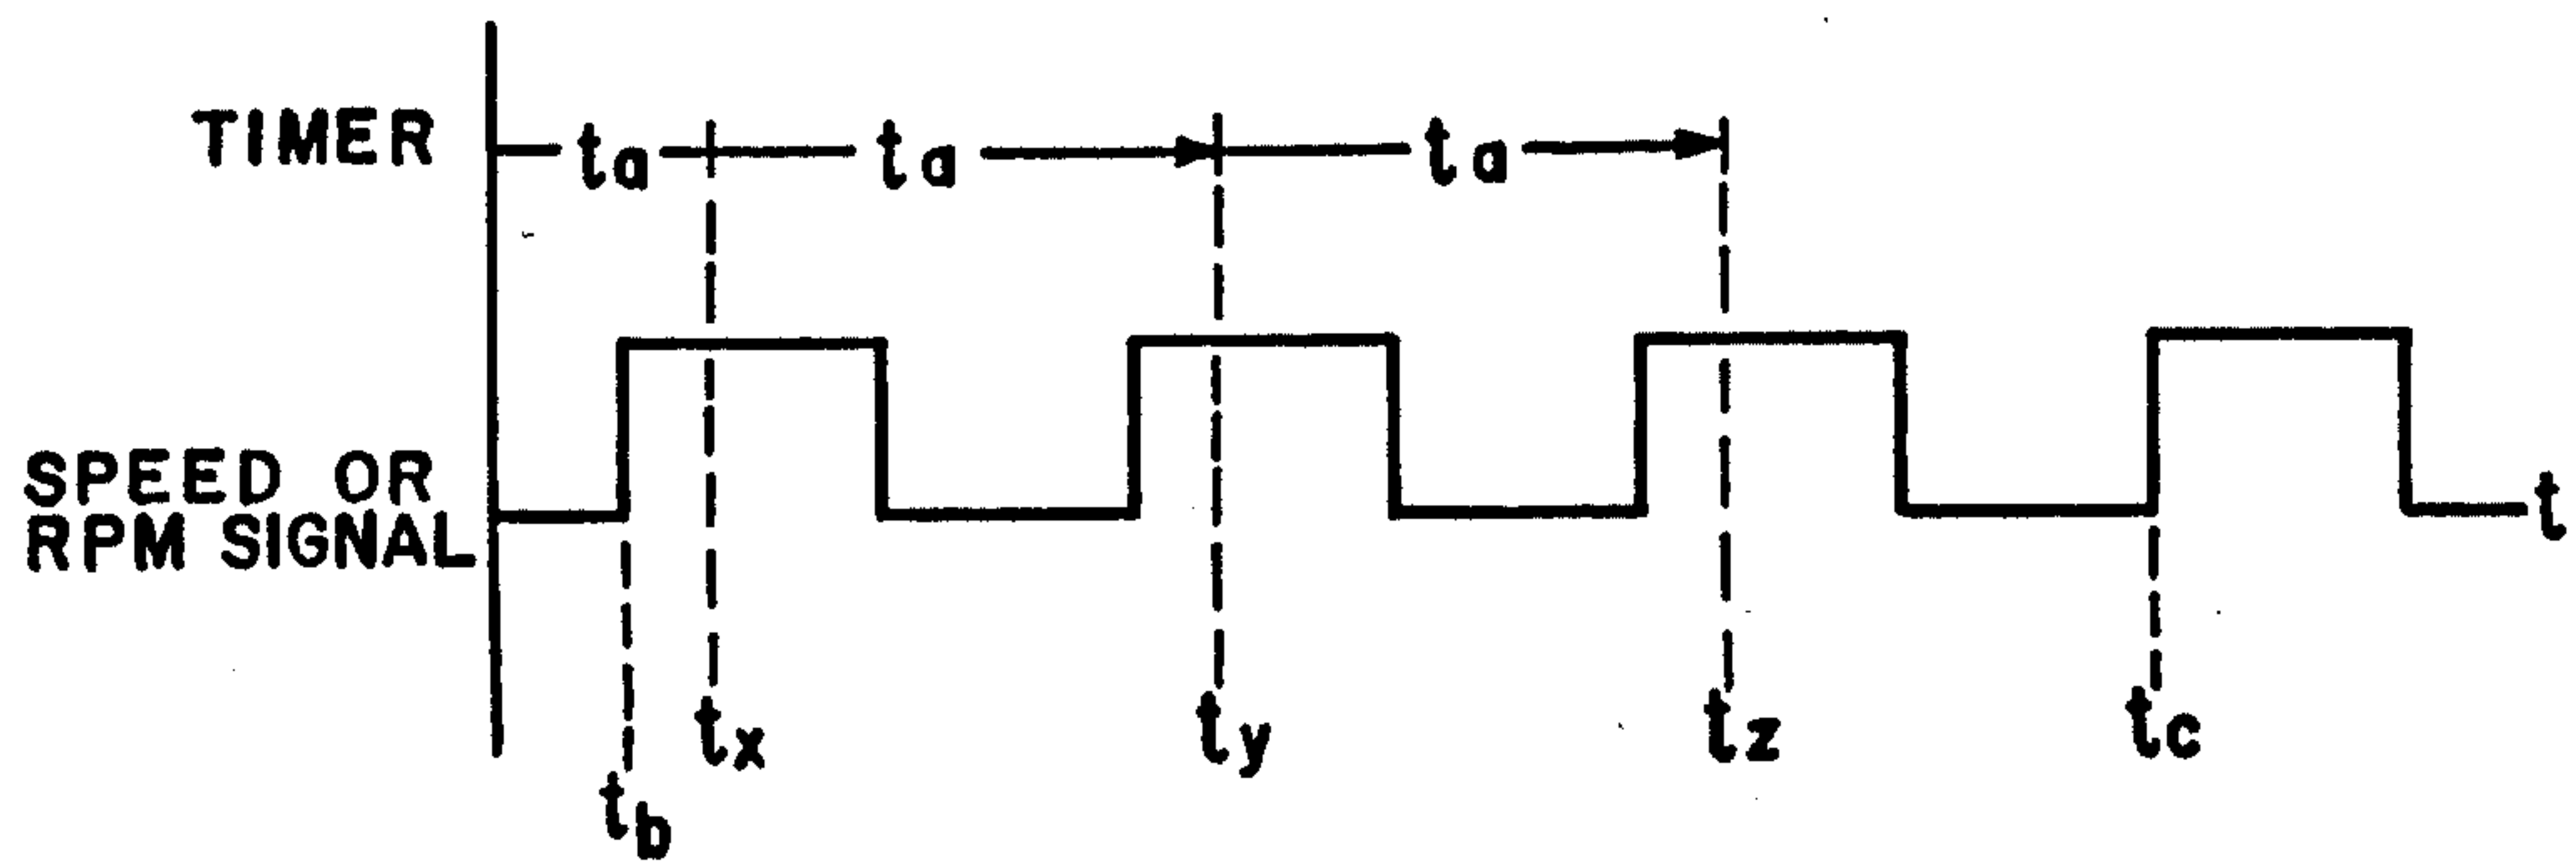 TIMER
ta ta ta
SPEED OR
RPM SIGNAL
t
tx ty tz tc
tb